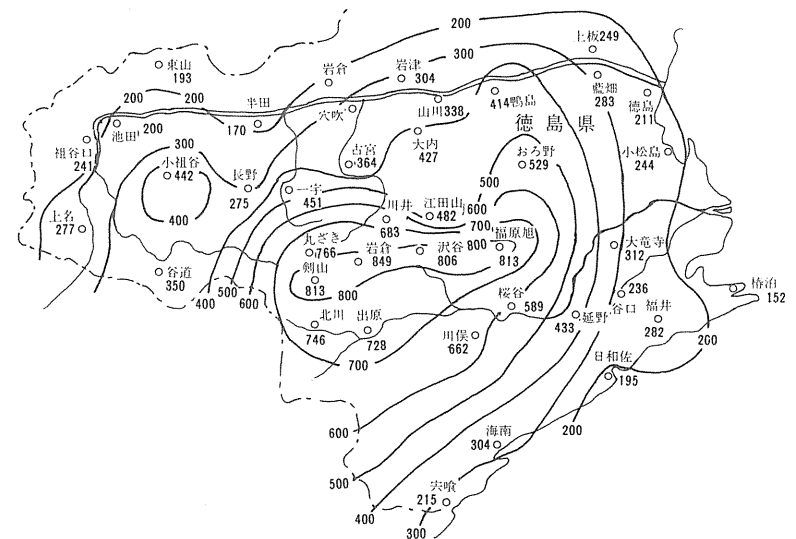 200
上板249
300
東山
193
岩倉
岩津
304
藍畑
283
200
200
半田
414鴨島
徳島
211
穴吹
山川338
徳島県
池田
200
170
大内
427
祖谷口
241
300
古宮
364
おろ野
529
小松島
244
小祖谷
442
長野
275
500
一宇
451
400
川井
683
江田山
482
600
上名
277
700
丸ざき
766
岩倉
849
沢谷
806
800
福原旭
813
大竜寺
312
谷道
350
剣山
813
800
236
谷口
椿泊
152
400
500
600
桜谷
589
433
延野
福井
282
北川
746
出原
728
川俣
662
200
700
日和佐
195
600
海南
304
200
500
宍喰
215
400
300